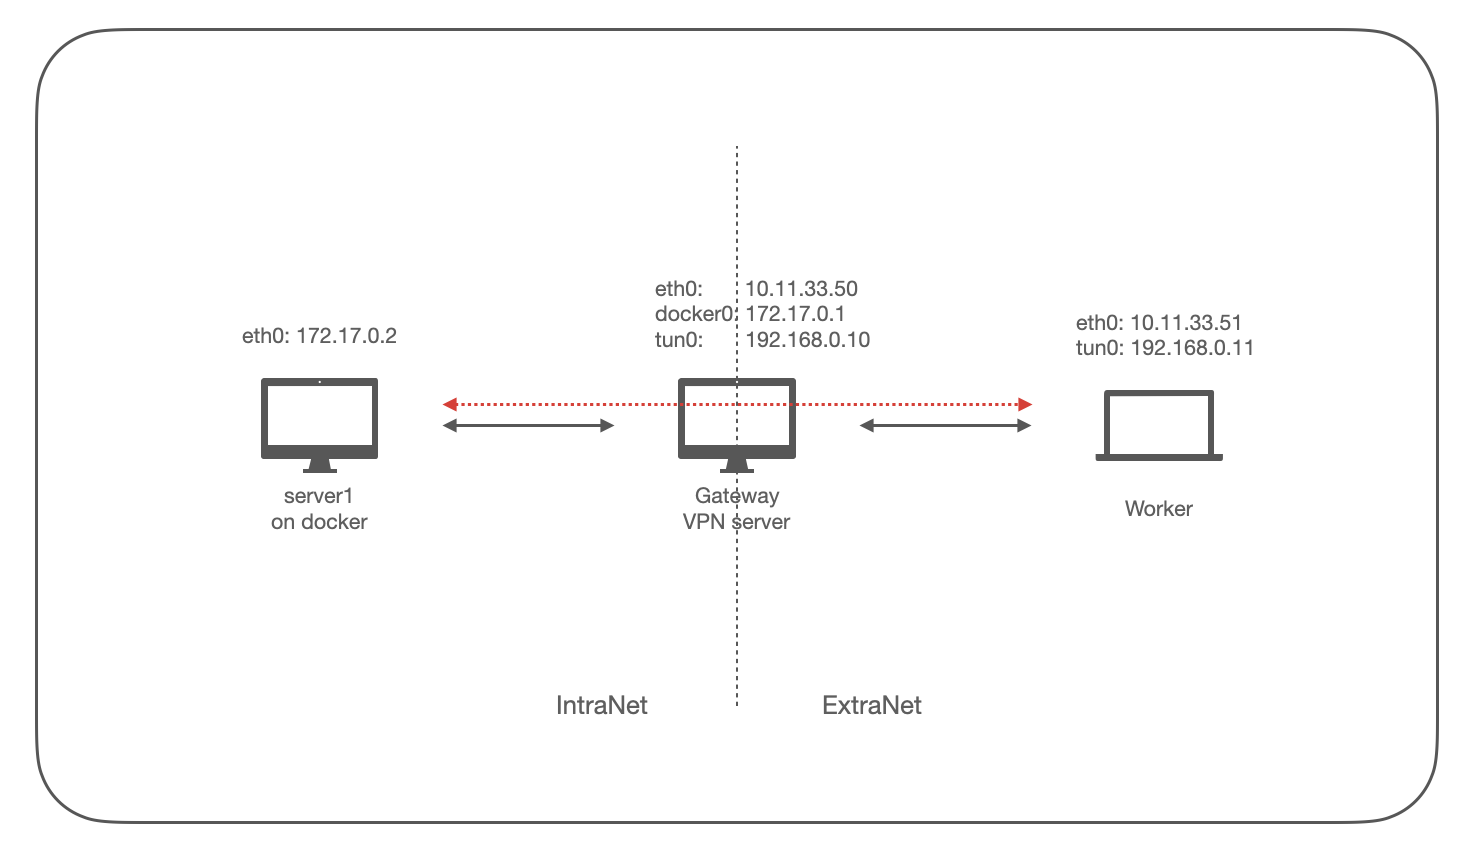 eth0: 10.11.33.50
docker0: 172.17.0.1
tun0: 192.168.0.10
eth0: 172.17.0.2
eth0: 10.11.33.51
tun0: 192.168.0.11
server1
on docker
Gateway
VPN server
Worker
IntraNet
ExtraNet